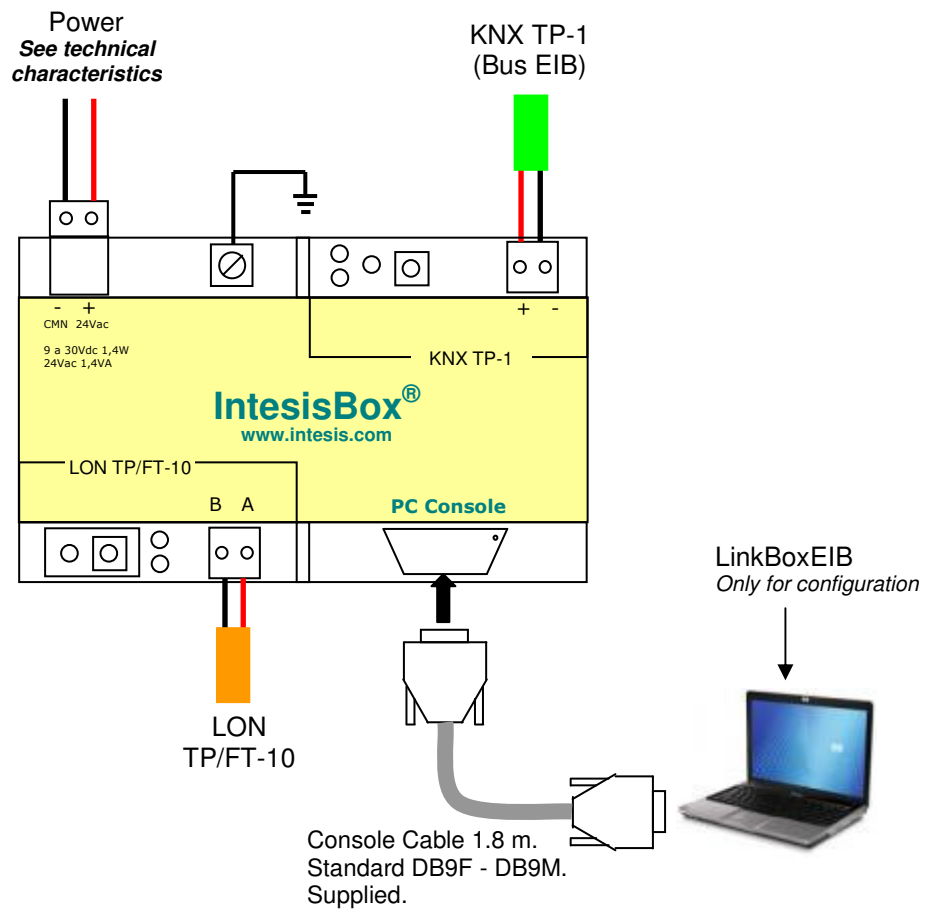 Power
See technical
characteristics
KNX TP-1
(Bus EIB)
- +
CMN 24Vac
9 a 30Vdc 1,4W
24Vac 1,4VA
+ -
KNX TP-1
IntesisBox®
www.intesis.com
LON TP/FT-10
B A
PC Console
LON
TP/FT-10
LinkBoxEIB
Only for configuration
Console Cable 1.8 m.
Standard DB9F - DB9M.
Supplied.